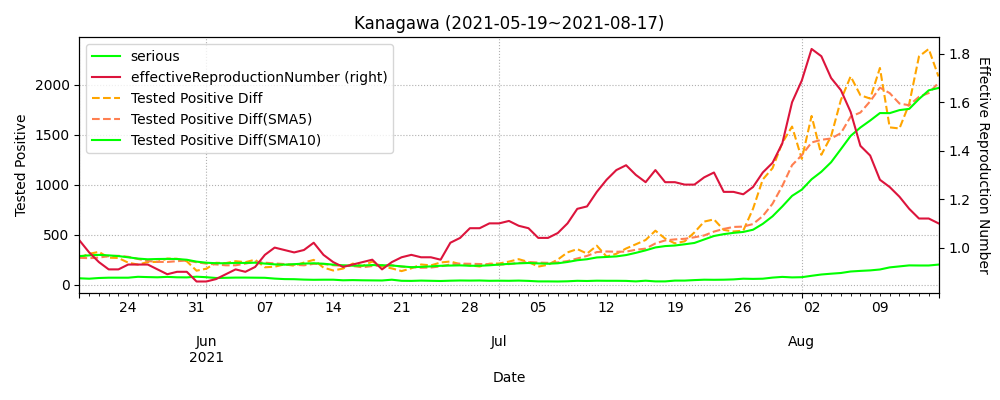 Kanagawa (2021-05-19~2021-08-17)
serious
effectiveReproductionNumber (right)
Tested Positive Diff
Tested Positive Diff(SMA5)
Tested Positive Diff(SMA10)
Tested Positive
2000
1500
1000
500
0
1.8
1.6
1.4
1.2
1.0
Effective Reproduction Number
24 31 07 14 21 28 05 12 19 26 02 09
Jun Jul Aug
2021
Date